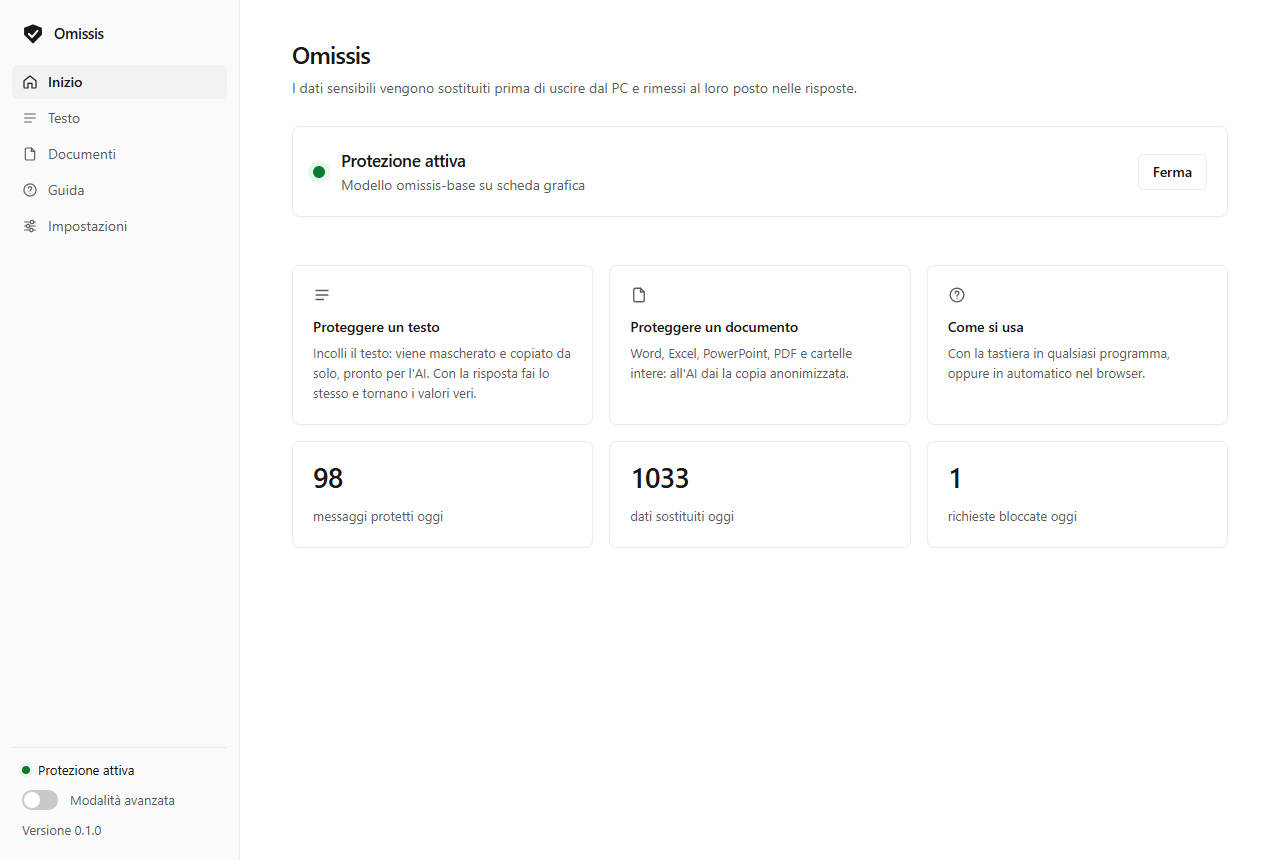 Omissis
Inizio
Testo
Documenti
Guida
Impostazioni
Protezione attiva
Modalità avanzata
Versione 0.1.0
Omissis
I dati sensibili vengono sostituiti prima di uscire dal PC e rimessi al loro posto nelle risposte.
Protezione attiva
Modello omissis-base su scheda grafica
Ferma
Proteggere un testo
Incolli il testo: viene mascherato e copiato da
solo, pronto per l'AI. Con la risposta fai lo
stesso e tornano i valori veri.
Proteggere un documento
Word, Excel, PowerPoint, PDF e cartelle
intere: all'AI dai la copia anonimizzata.
Come si usa
Con la tastiera in qualsiasi programma,
oppure in automatico nel browser.
98
messaggi protetti oggi
1033
dati sostituiti oggi
1
richieste bloccate oggi